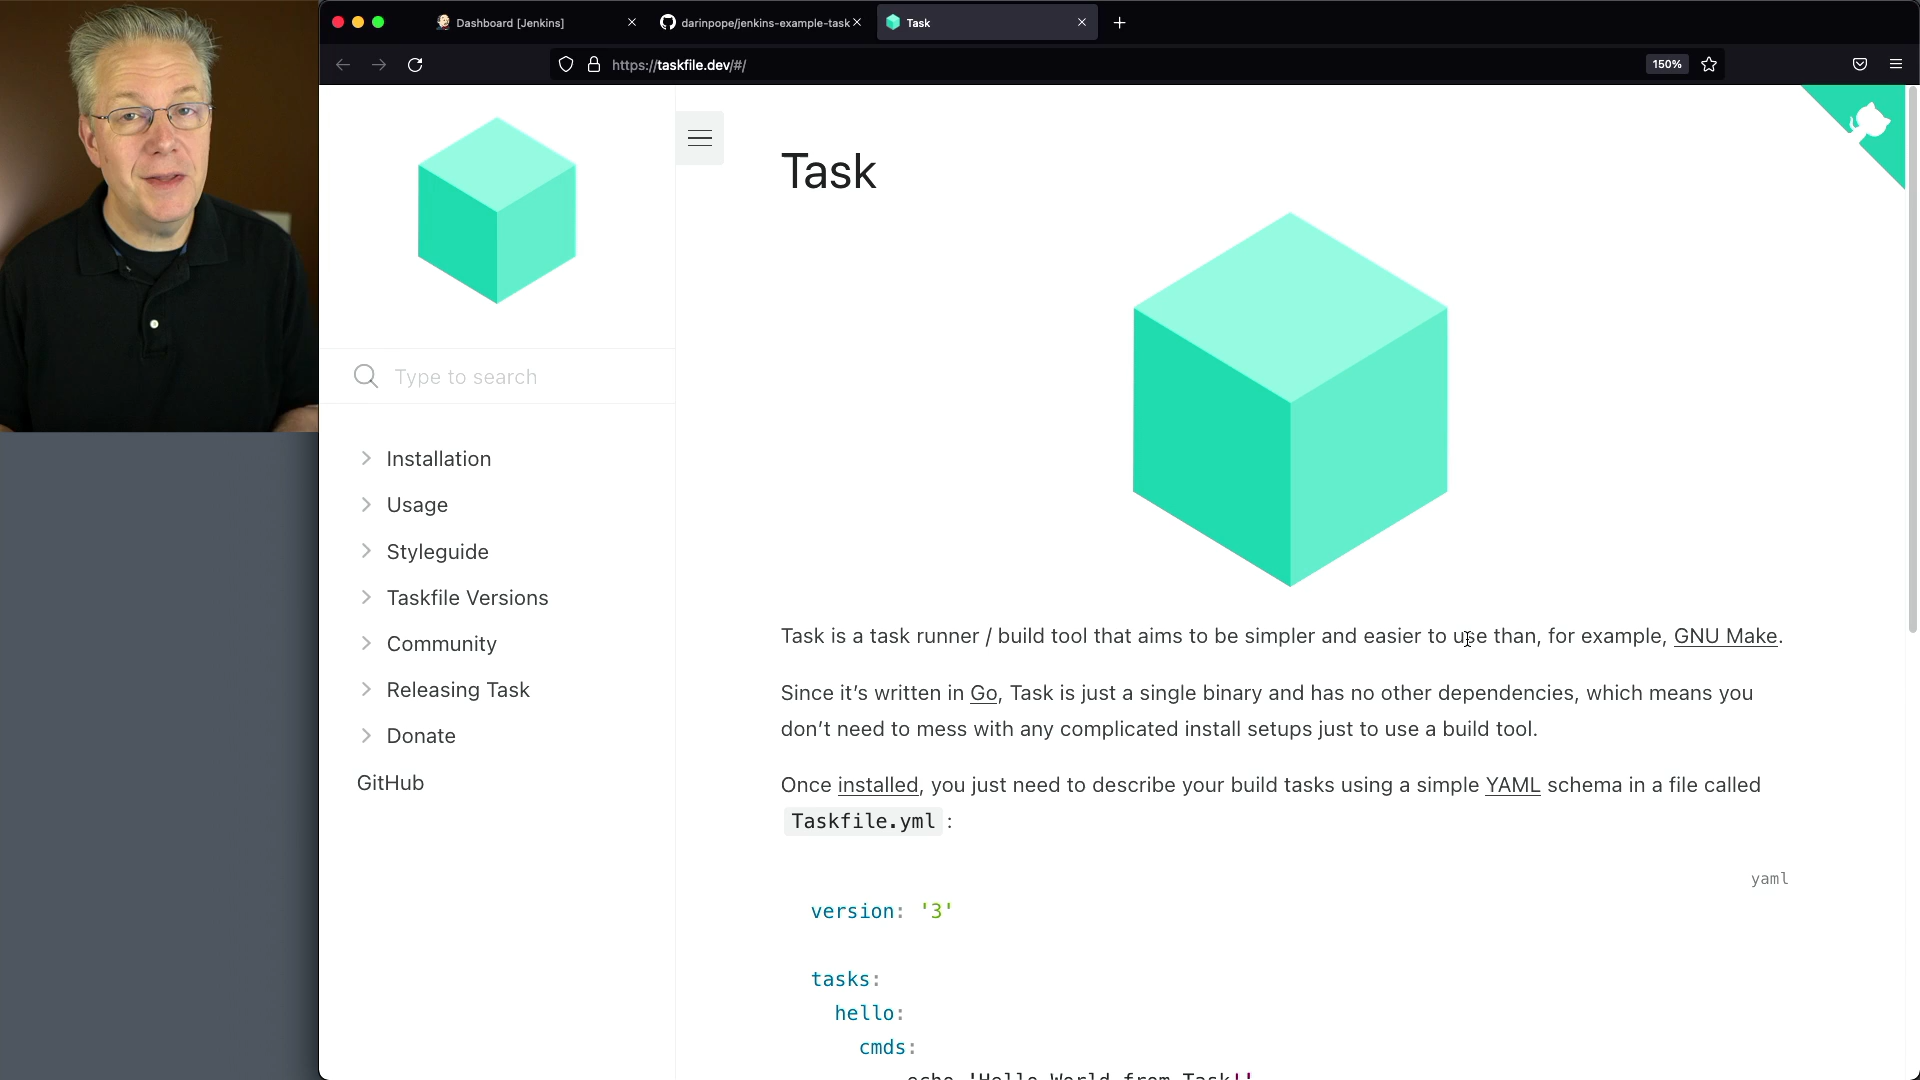 Dashboard [Jenkins]
darinpope/jenkins-example-task
Task
https://taskfile.dev/#/
150%
Type to search
Installation
Usage
Styleguide
Taskfile Versions
Community
Releasing Task
Donate
GitHub
Task
Task is a task runner / build tool that aims to be simpler and easier to use than, for example, GNU Make.
Since it’s written in Go, Task is just a single binary and has no other dependencies, which means you
don’t need to mess with any complicated install setups just to use a build tool.
Once installed, you just need to describe your build tasks using a simple YAML schema in a file called
Taskfile.yml :
yaml
version: '3'
tasks:
hello:
cmds:
echo 'Hello World from Task!'